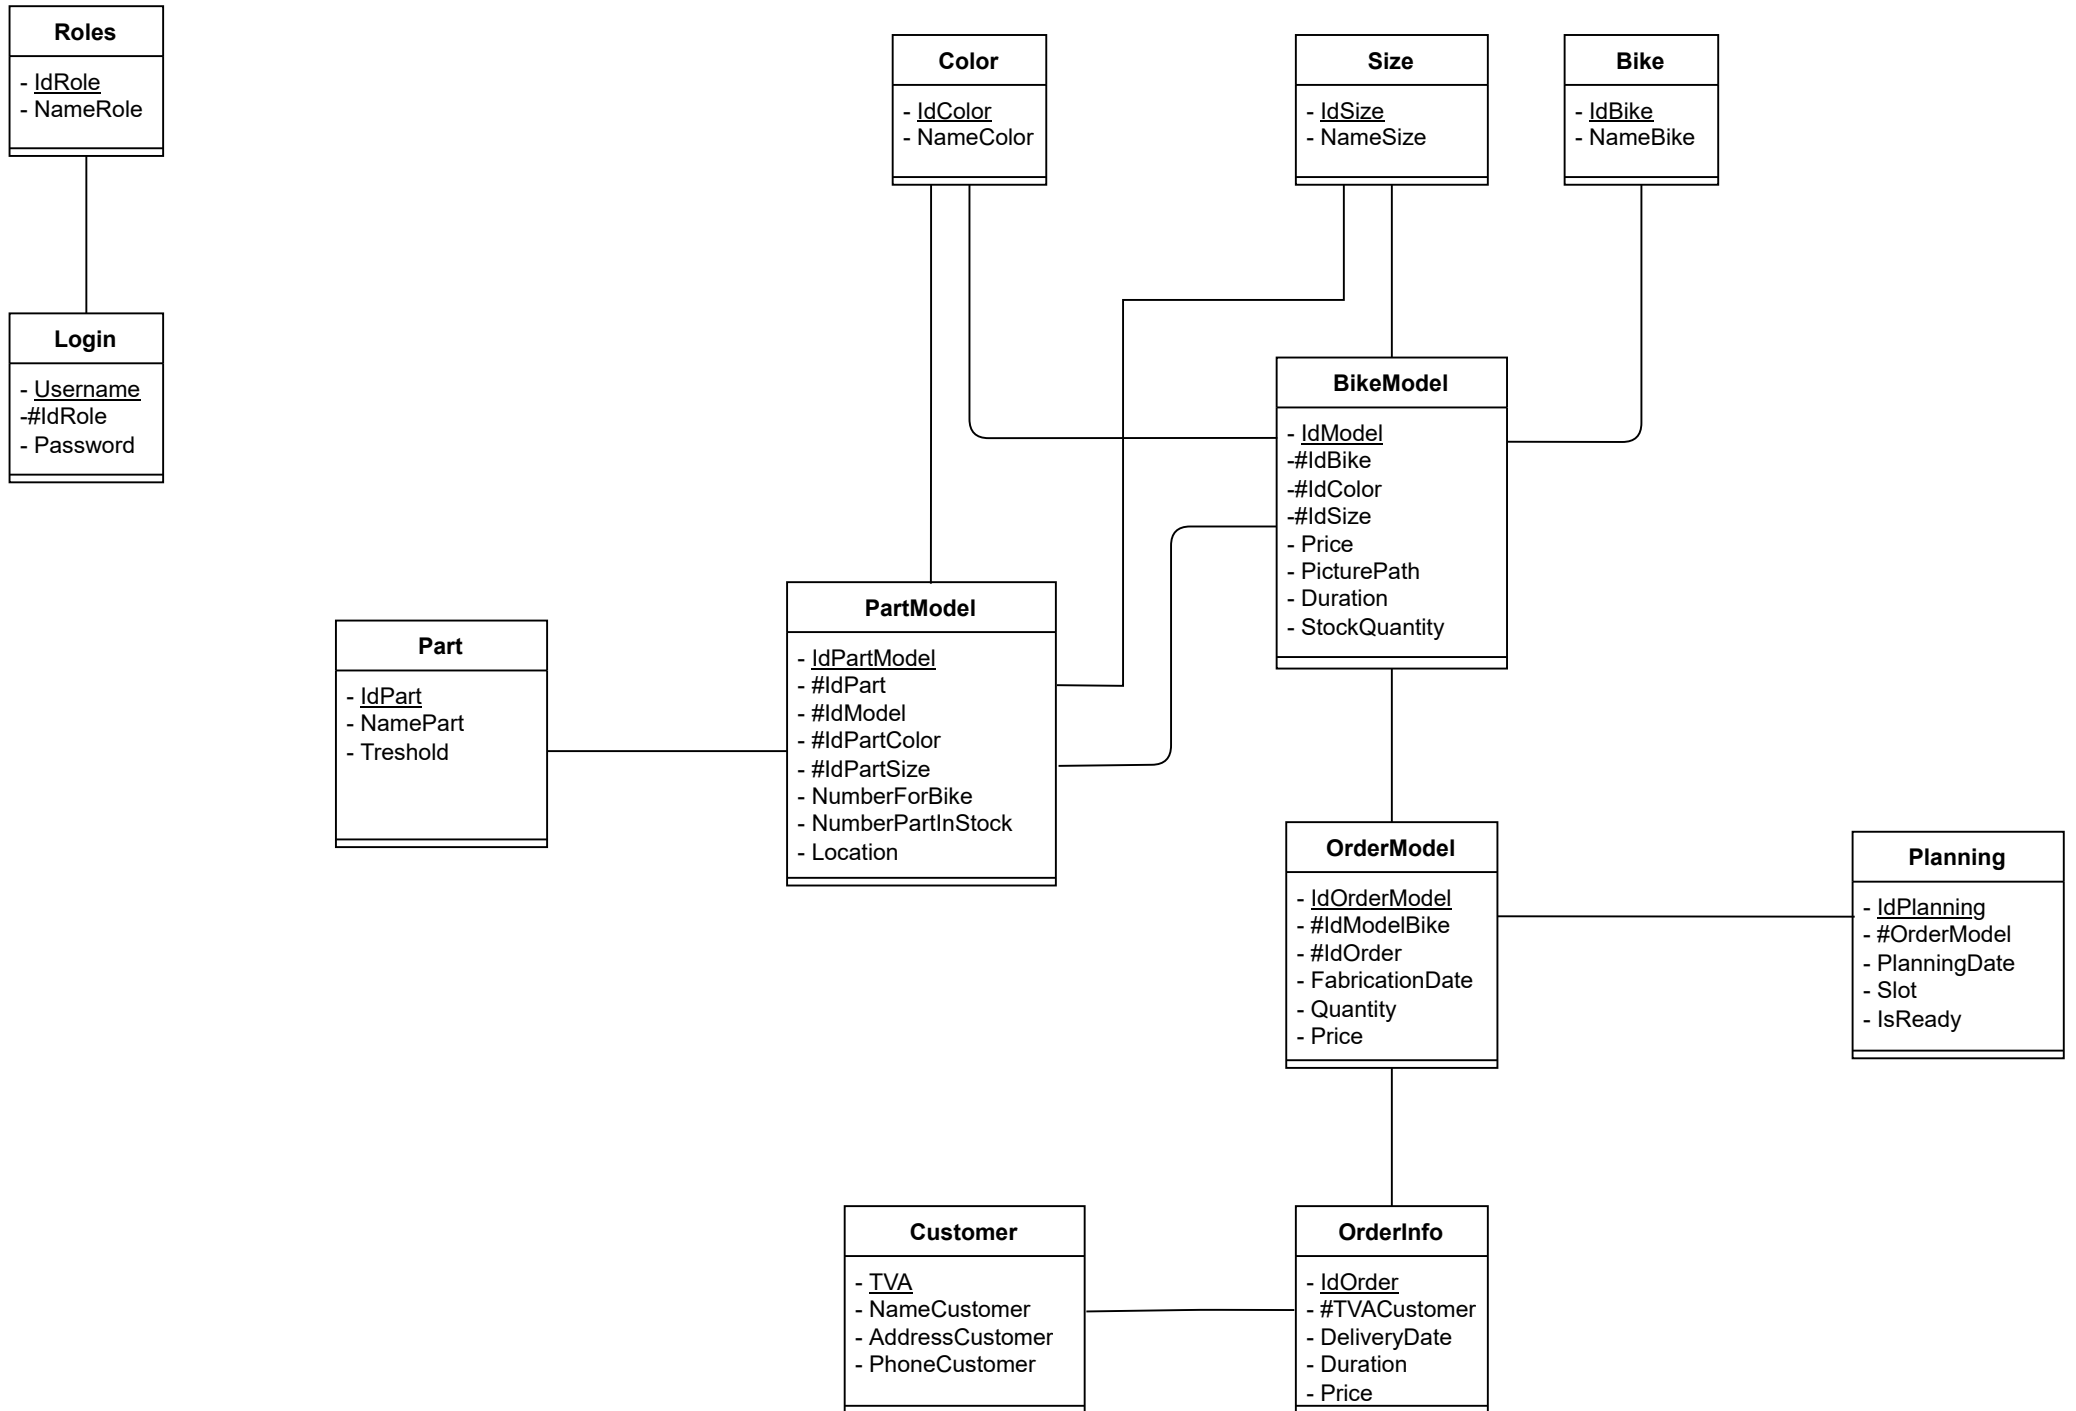 Roles
- IdRole
- NameRole
Color
- IdColor
- NameColor
Size
- IdSize
- NameSize
Bike
- IdBike
- NameBike
Login
- Username
-#IdRole
- Password
BikeModel
- IdModel
-#IdBike
-#IdColor
-#IdSize
- Price
- PicturePath
- Duration
- StockQuantity
Part
- IdPart
- NamePart
- Treshold
PartModel
- IdPartModel
- #IdPart
- #IdModel
- #IdPartColor
- #IdPartSize
- NumberForBike
- NumberPartInStock
- Location
OrderModel
- IdOrderModel
- #IdModelBike
- #IdOrder
- FabricationDate
- Quantity
- Price
Planning
- IdPlanning
- #OrderModel
- PlanningDate
- Slot
- IsReady
Customer
- TVA
- NameCustomer
- AddressCustomer
- PhoneCustomer
OrderInfo
- IdOrder
- #TVACustomer
- DeliveryDate
- Duration
- Price